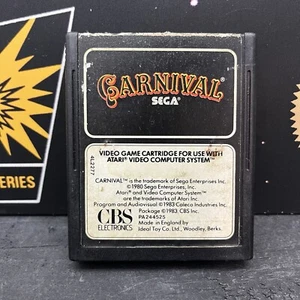 CARNIVAL
SEGA®
VIDEO GAME CARTRIDGE FOR USE WITH
ATARI® VIDEO COMPUTER SYSTEM™
4L2277
CARNIVAL™ is the trademark of Sega Enterprises Inc.
©1980 Sega Enterprises, Inc.
Atari® and Video Computer System™
are the trademarks of Atari Inc.
Program and Audiovisual ©1983 Coleco Industries Inc.
Package ©1983 CBS Inc.
PA244525
Made in England by
Ideal Toy Co. Ltd., Woodley, Berks.
CBS
ELECTRONICS
ERIES